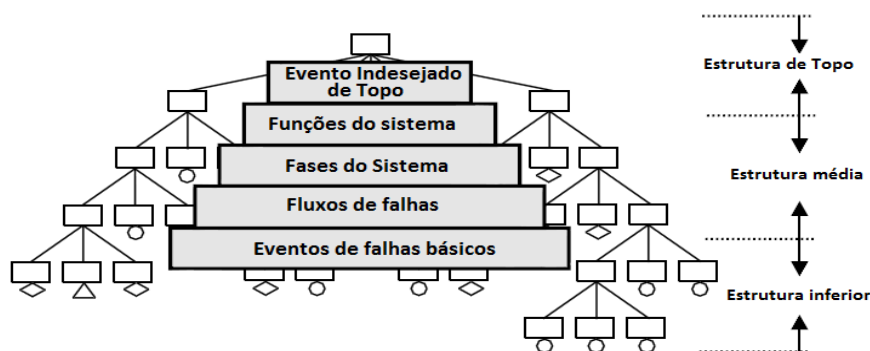 Evento Indesejado
de Topo
Funções do sistema
Fases do Sistema
Fluxos de falhas
Eventos de falhas básicos
Estrutura de Topo
Estrutura média
Estrutura inferior